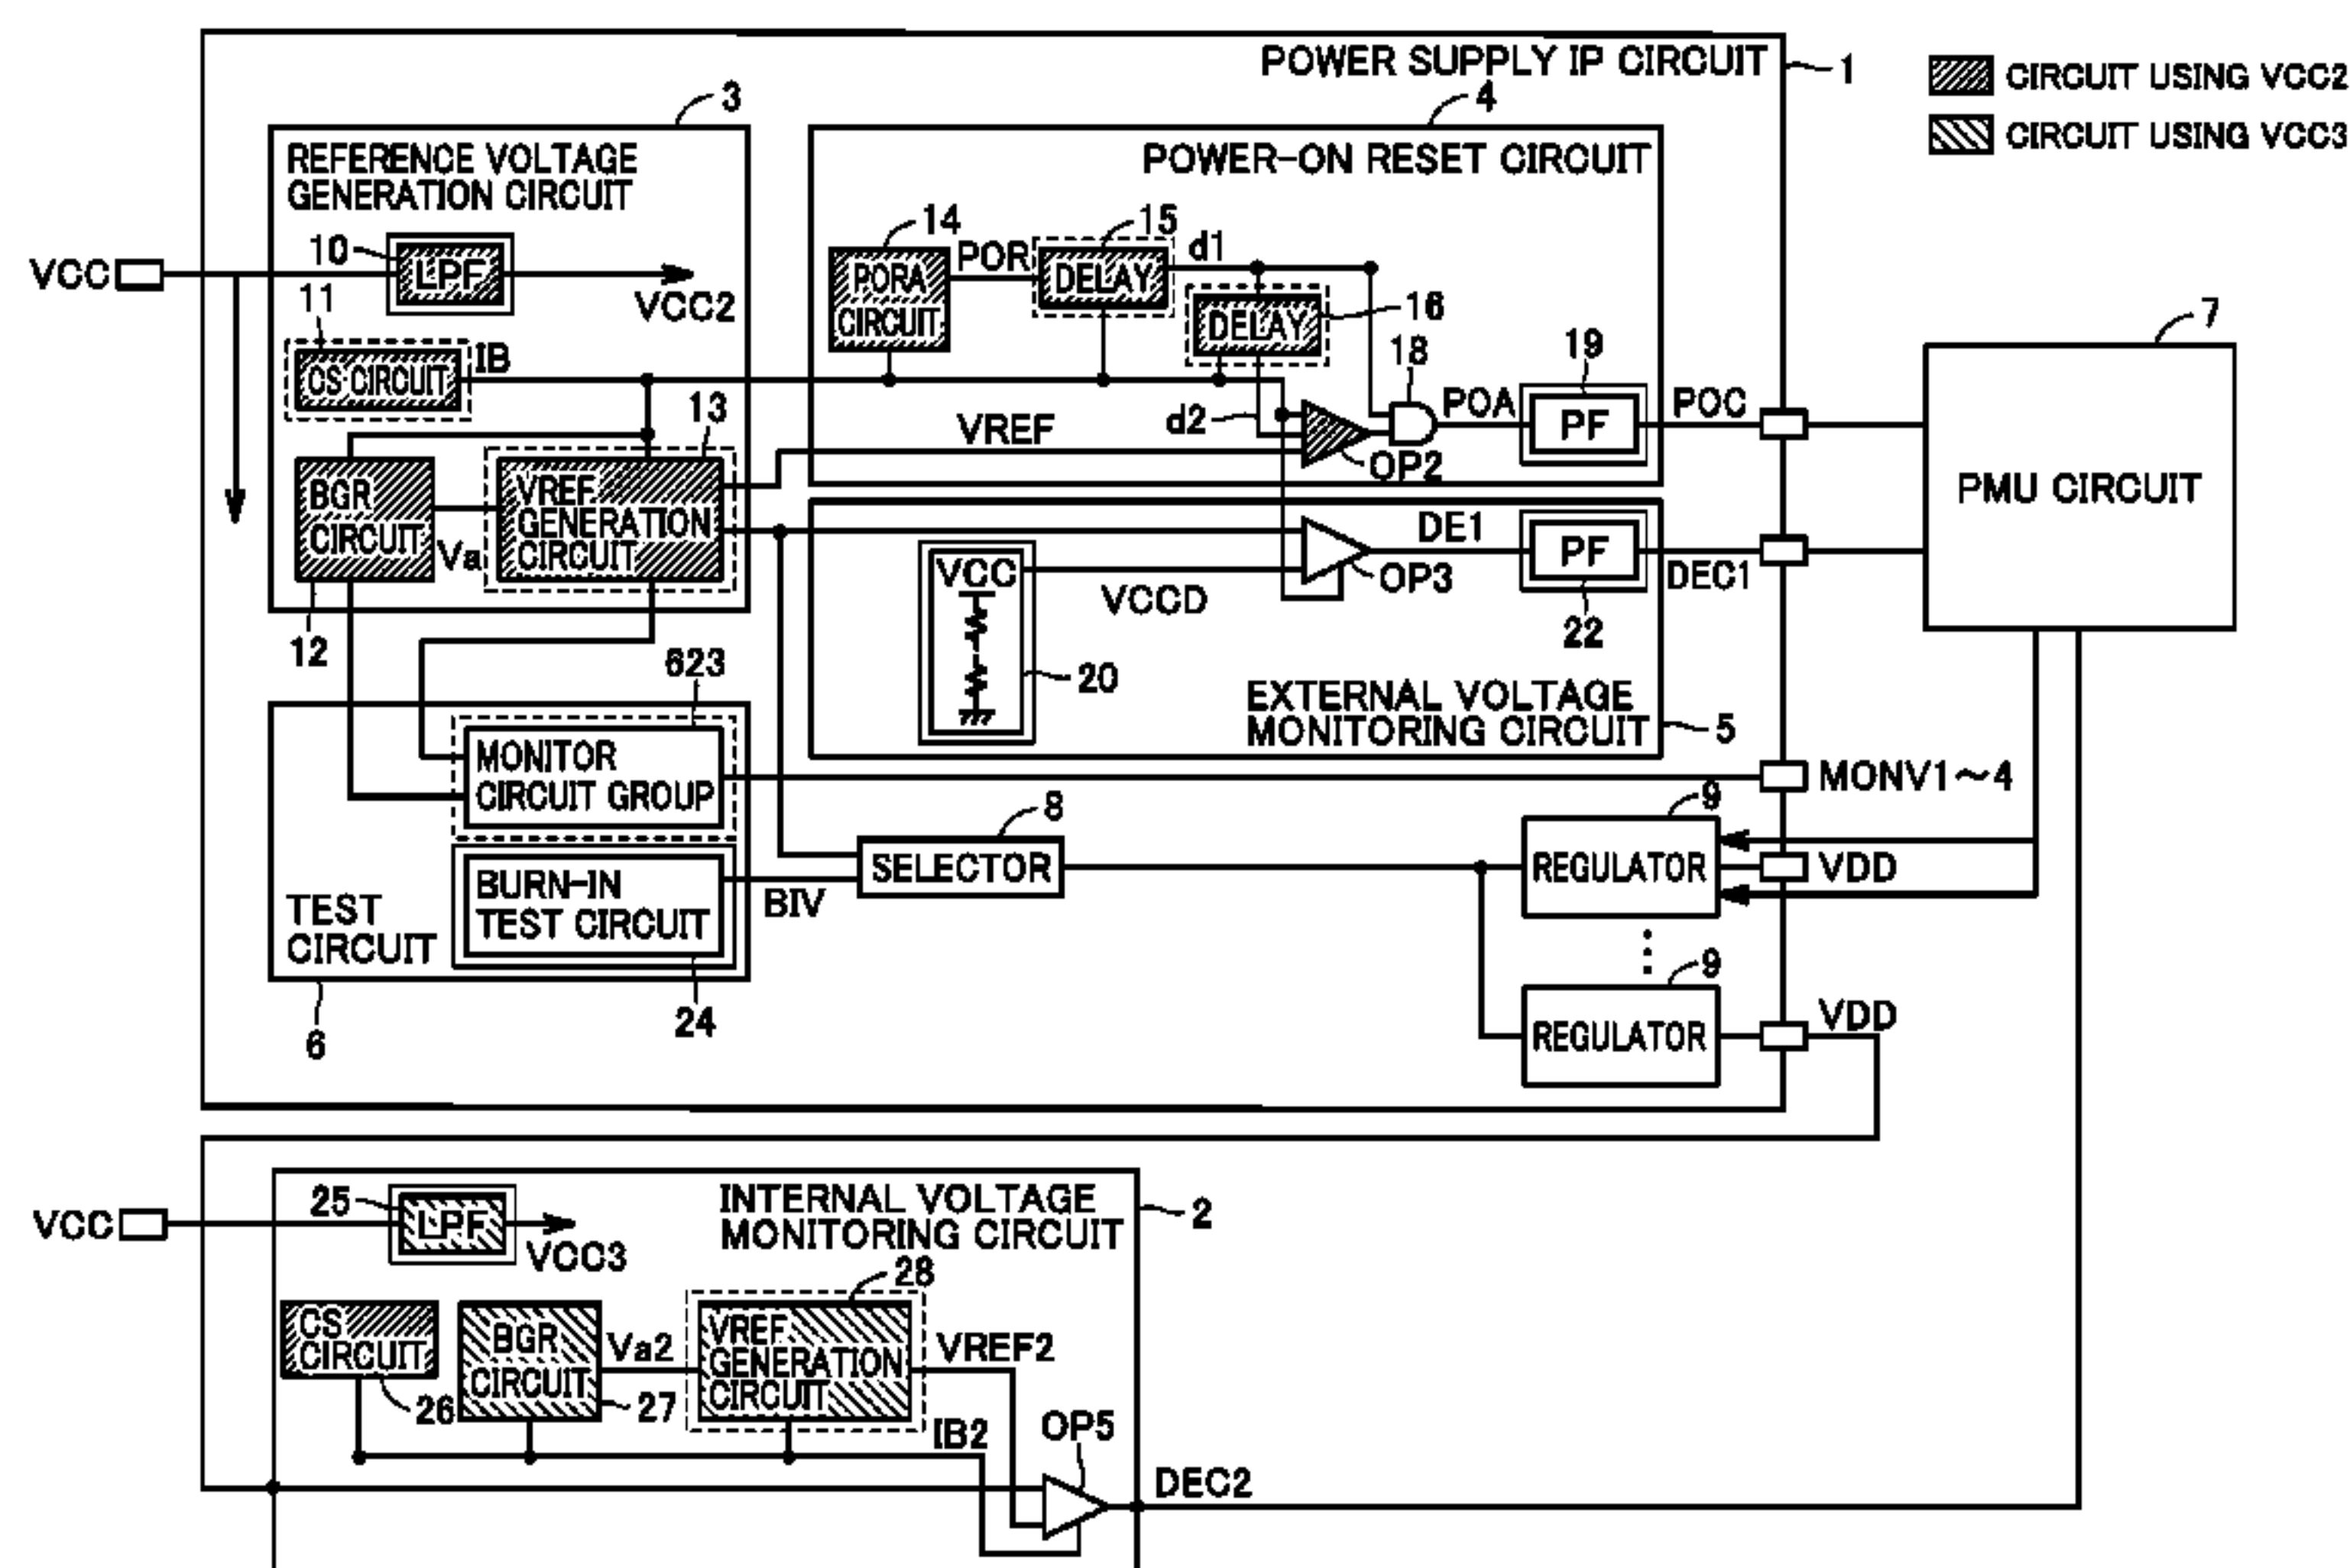 POWER SUPPLY IP CIRCUIT
1
CIRCUIT USING VCC2
CIRCUIT USING VCC3
3
REFERENCE VOLTAGE
GENERATION CIRCUIT
VCC
10
LPF
VCC2
11
CS CIRCUIT
IB
13
BGR
CIRCUIT
Va
VREF
GENERATION
CIRCUIT
12
4
POWER-ON RESET CIRCUIT
14
PORA
CIRCUIT
POR
15
DELAY
d1
DELAY
16
d2
VREF
OP2
18
POA
19
PF
POC
7
PMU CIRCUIT
VCC
20
VCCD
OP3
DE1
PF
22
DEC1
EXTERNAL VOLTAGE
MONITORING CIRCUIT
5
623
MONITOR
CIRCUIT GROUP
MONV1~4
BURN-IN
TEST CIRCUIT
24
TEST
CIRCUIT
6
BIV
8
SELECTOR
9
REGULATOR
VDD
9
REGULATOR
VDD
VCC
25
LPF
VCC3
INTERNAL VOLTAGE
MONITORING CIRCUIT
2
CS
CIRCUIT
26
BGR
CIRCUIT
27
Va2
28
VREF
GENERATION
CIRCUIT
VREF2
IB2
OP5
DEC2